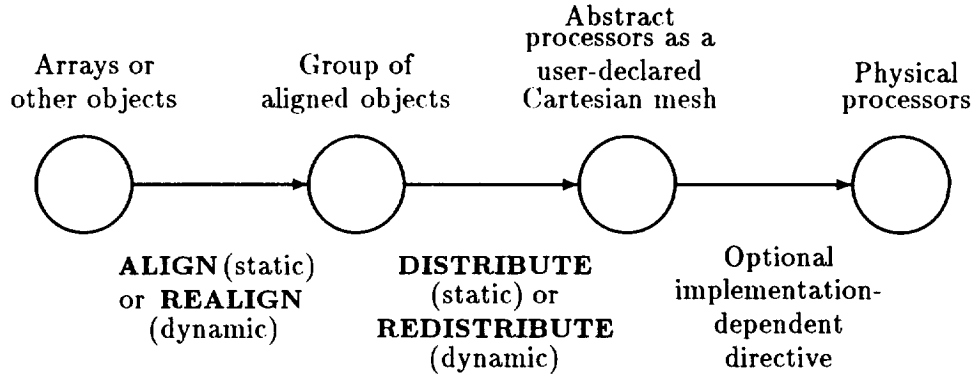 Arrays or
other objects
Group of
aligned objects
Abstract
processors as a
user-declared
Cartesian mesh
Physical
processors
ALIGN (static)
or REALIGN
(dynamic)
DISTRIBUTE
(static) or
REDISTRIBUTE
(dynamic)
Optional
implementation-
dependent
directive